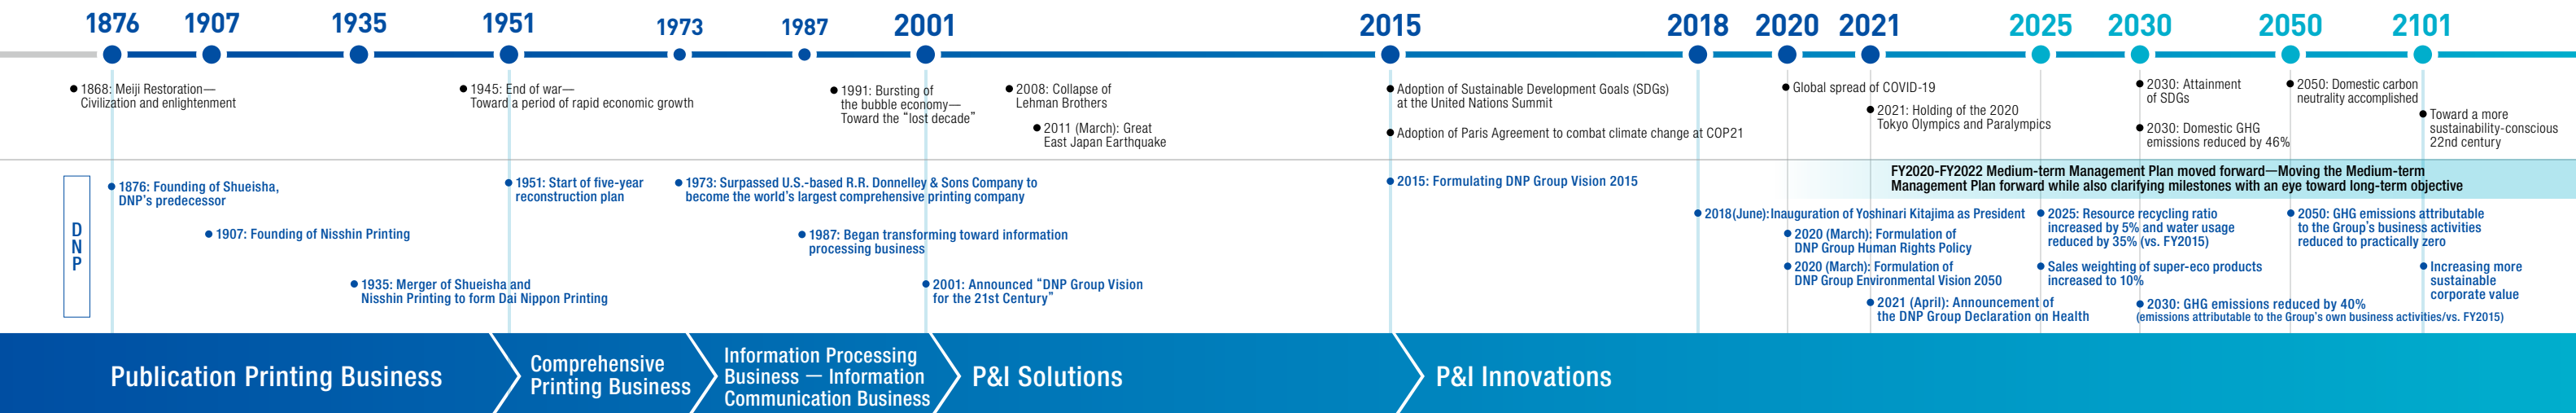 1876
1907
1935
1951
1973
1987
2001
2015
2018
2020
2021
2025
2030
2050
2101
1868: Meiji Restoration—
Civilization and enlightenment
1945: End of war—
Toward a period of rapid economic growth
1991: Bursting of
the bubble economy—
Toward the “lost decade”
2008: Collapse of
Lehman Brothers
2011 (March): Great
East Japan Earthquake
Adoption of Sustainable Development Goals (SDGs)
at the United Nations Summit
Adoption of Paris Agreement to combat climate change at COP21
Global spread of COVID-19
2021: Holding of the 2020
Tokyo Olympics and Paralympics
2030: Attainment
of SDGs
2030: Domestic GHG
emissions reduced by 46%
2050: Domestic carbon
neutrality accomplished
Toward a more
sustainability-conscious
22nd century
DNP
1876: Founding of Shueisha,
DNP’s predecessor
1907: Founding of Nisshin Printing
1935: Merger of Shueisha and
Nisshin Printing to form Dai Nippon Printing
1951: Start of five-year
reconstruction plan
1973: Surpassed U.S.-based R.R. Donnelley & Sons Company to
become the world’s largest comprehensive printing company
1987: Began transforming toward information
processing business
2001: Announced “DNP Group Vision
for the 21st Century”
2015: Formulating DNP Group Vision 2015
FY2020-FY2022 Medium-term Management Plan moved forward—Moving the Medium-term
Management Plan forward while also clarifying milestones with an eye toward long-term objective
2018(June):Inauguration of Yoshinari Kitajima as President
2020 (March): Formulation of
DNP Group Human Rights Policy
2020 (March): Formulation of
DNP Group Environmental Vision 2050
2021 (April): Announcement of
the DNP Group Declaration on Health
2025: Resource recycling ratio
increased by 5% and water usage
reduced by 35% (vs. FY2015)
Sales weighting of super-eco products
increased to 10%
2030: GHG emissions reduced by 40%
(emissions attributable to the Group’s own business activities/vs. FY2015)
2050: GHG emissions attributable
to the Group’s business activities
reduced to practically zero
Increasing more
sustainable
corporate value
Publication Printing Business
Comprehensive
Printing Business
Information Processing
Business — Information
Communication Business
P&I Solutions
P&I Innovations